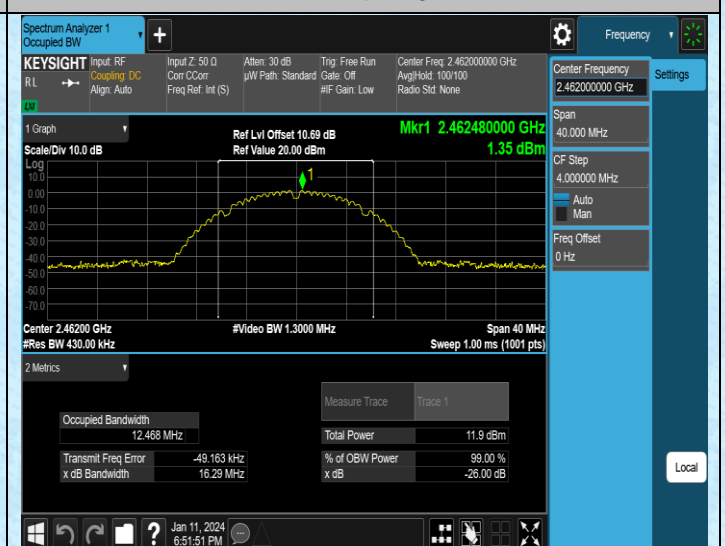 Spectrum Analyzer 1
Occupied BW
+
Frequency
KEYSIGHT
RL
Input: RF
Coupling: DC
Align: Auto
Input Z: 50 Ω
Corr CCorr
Freq Ref: Int (S)
Atten: 30 dB
µW Path: Standard
Trig: Free Run
Gate: Off
#IF Gain: Low
Center Freq: 2.462000000 GHz
Avg|Hold: 100/100
Radio Std: None
Center Frequency
2.462000000 GHz
Settings
Span
40.000 MHz
CF Step
4.000000 MHz
Auto
Man
Freq Offset
0 Hz
Local
1 Graph
Scale/Div 10.0 dB
Ref Lvl Offset 10.69 dB
Ref Value 20.00 dBm
Mkr1 2.462480000 GHz
1.35 dBm
Log
10.0
0.00
-10.0
-20.0
-30.0
-40.0
-50.0
-60.0
-70.0
1
Center 2.46200 GHz
#Res BW 430.00 kHz
#Video BW 1.3000 MHz
Span 40 MHz
Sweep 1.00 ms (1001 pts)
2 Metrics
Measure Trace
Trace 1
Occupied Bandwidth
12.468 MHz
Total Power
11.9 dBm
Transmit Freq Error
-49.163 kHz
% of OBW Power
99.00 %
x dB Bandwidth
16.29 MHz
x dB
-26.00 dB
?
Jan 11, 2024
6:51:51 PM